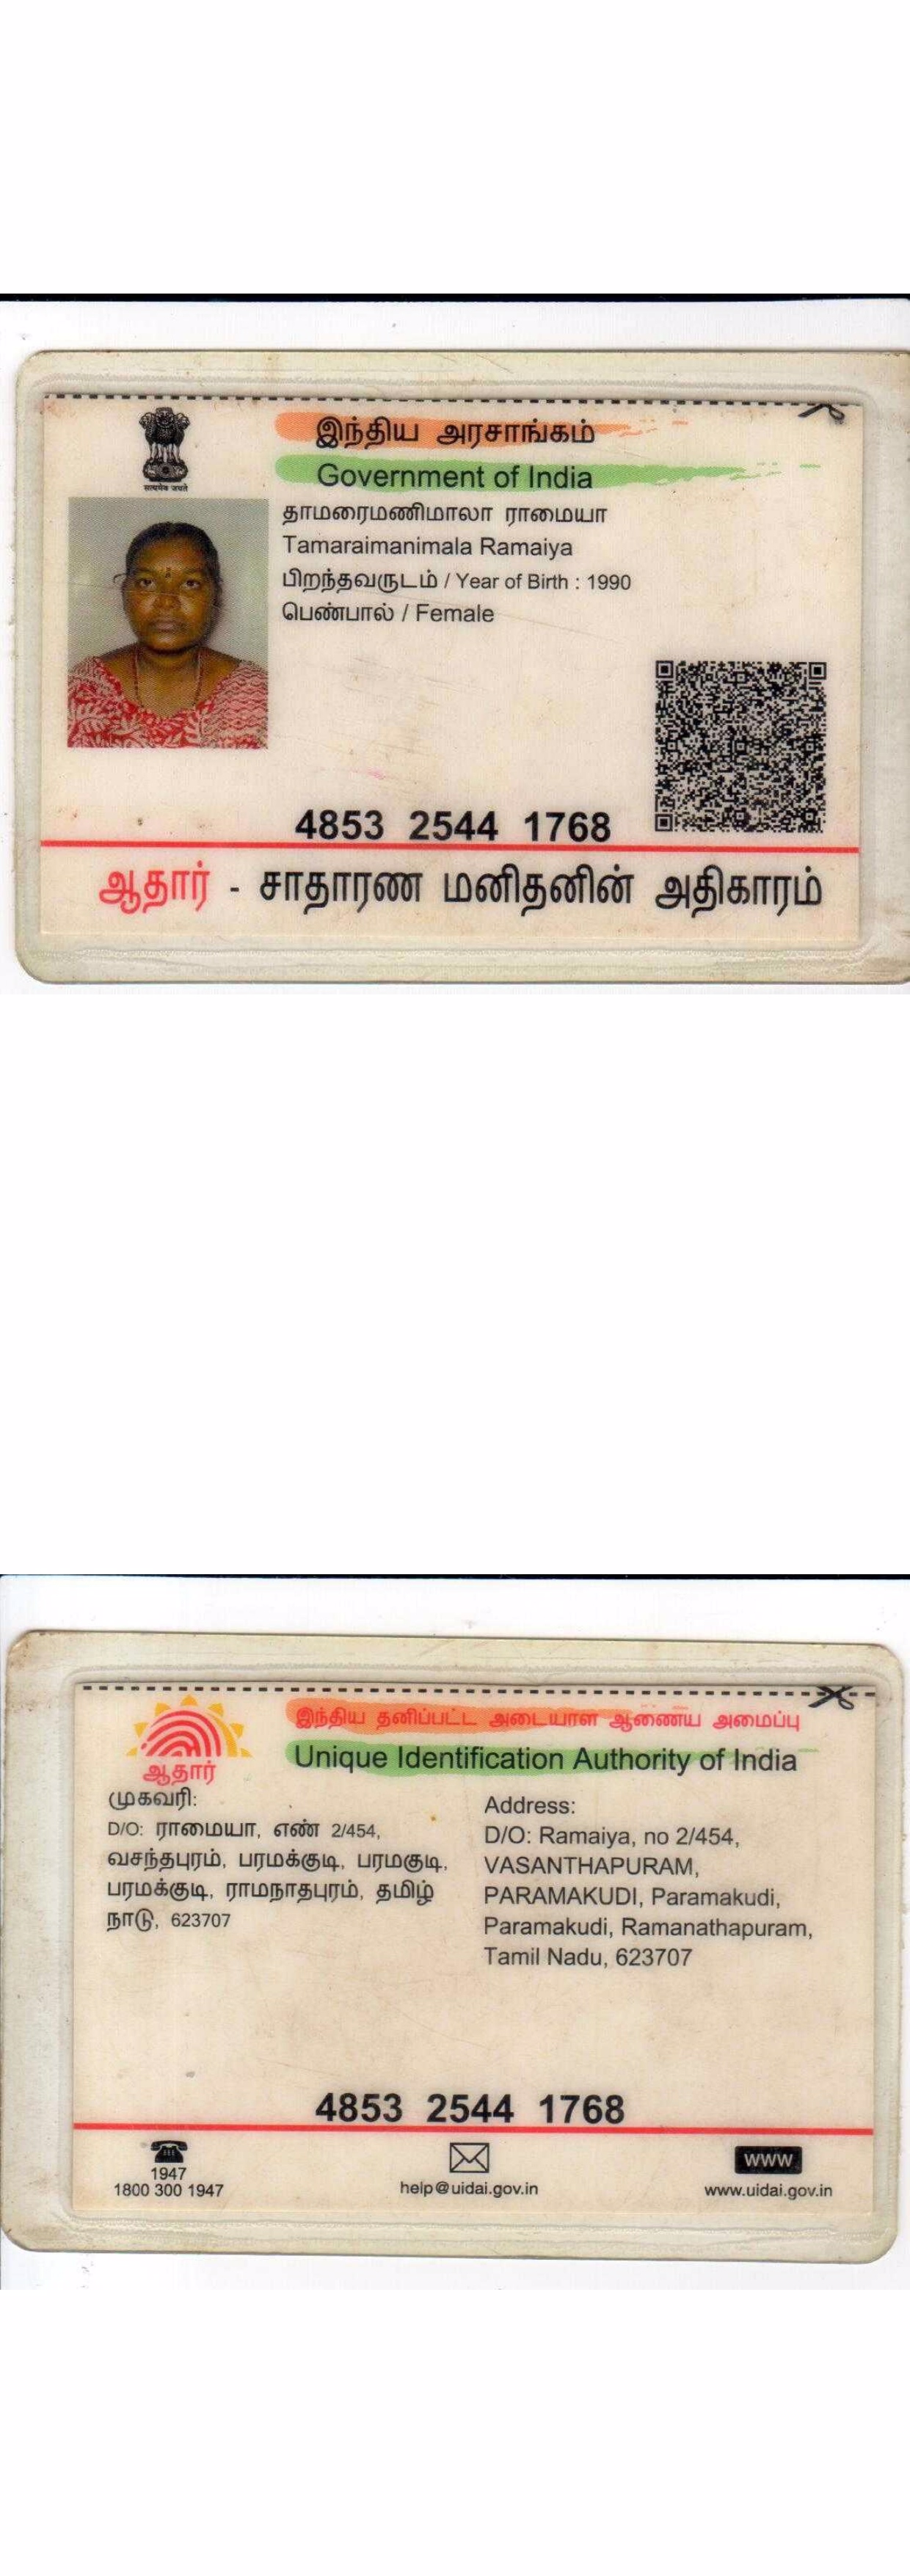 இந்திய அரசாங்கம்
Government of India
सत्यमेव जयते
தாமரைமணிமாலா ராமையா
Tamaraimanimala Ramaiya
பிறந்தவருடம் / Year of Birth : 1990
பெண்பால் / Female
4853 2544 1768
ஆதார் - சாதாரண மனிதனின் அதிகாரம்
இந்திய தனிப்பட்ட அடையாள ஆணைய அமைப்பு
Unique Identification Authority of India
ஆதார்
முகவரி:
D/O: ராமையா, எண் 2/454,
வசந்தபுரம், பரமக்குடி, பரமகுடி,
பரமக்குடி, ராமநாதபுரம், தமிழ்
நாடு, 623707
Address:
D/O: Ramaiya, no 2/454,
VASANTHAPURAM,
PARAMAKUDI, Paramakudi,
Paramakudi, Ramanathapuram,
Tamil Nadu, 623707
4853 2544 1768
1947
1800 300 1947
help@uidai.gov.in
www
www.uidai.gov.in